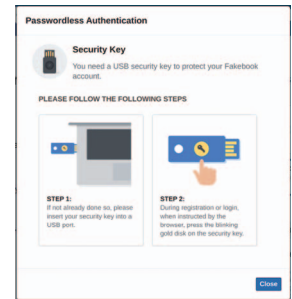 Passwordless Authentication
Security Key
You need a USB security key to protect your Fakebook
account.
PLEASE FOLLOW THE FOLLOWING STEPS
STEP 1:
If not already done so, please
insert your security key into a
USB port.
STEP 2:
During registration or login,
when instructed by the
browser, press the blinking
gold disk on the security key.
Close